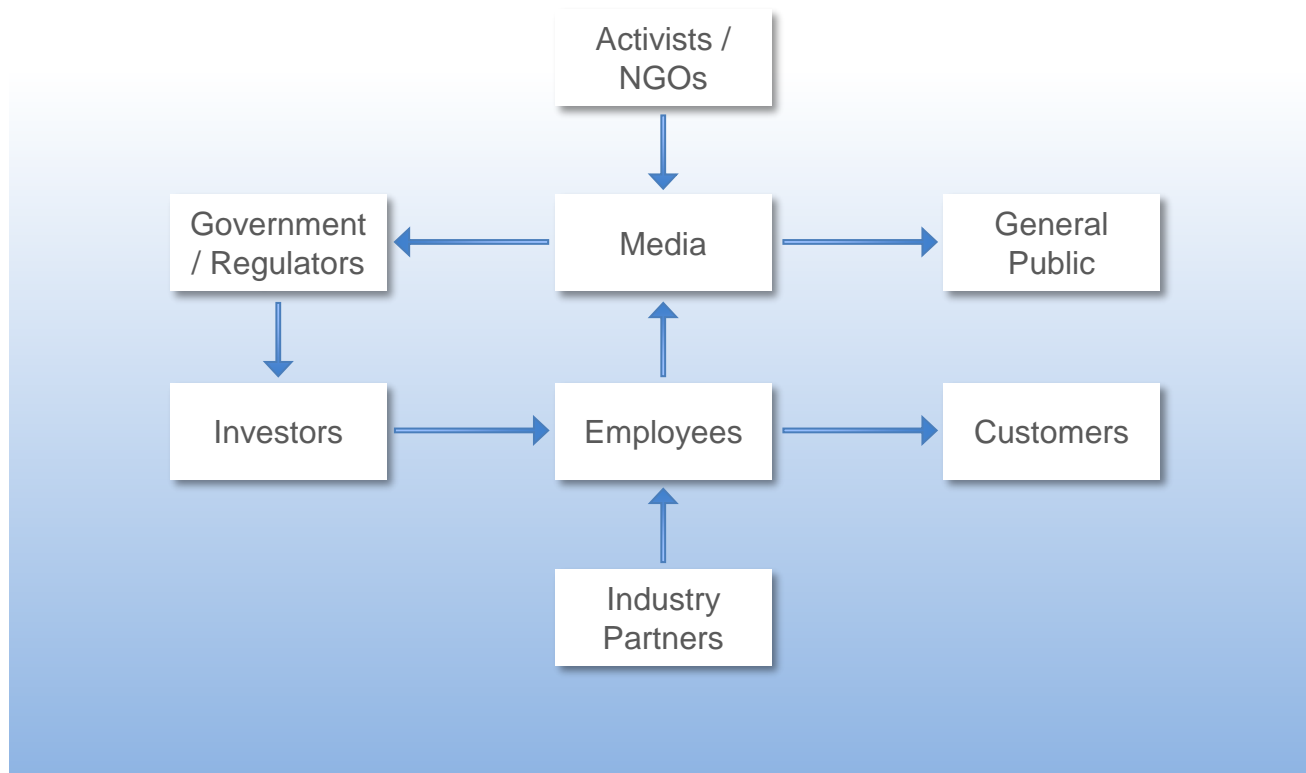 Activists /
NGOs
Government
/ Regulators
Media
General
Public
Investors
Employees
Customers
Industry
Partners